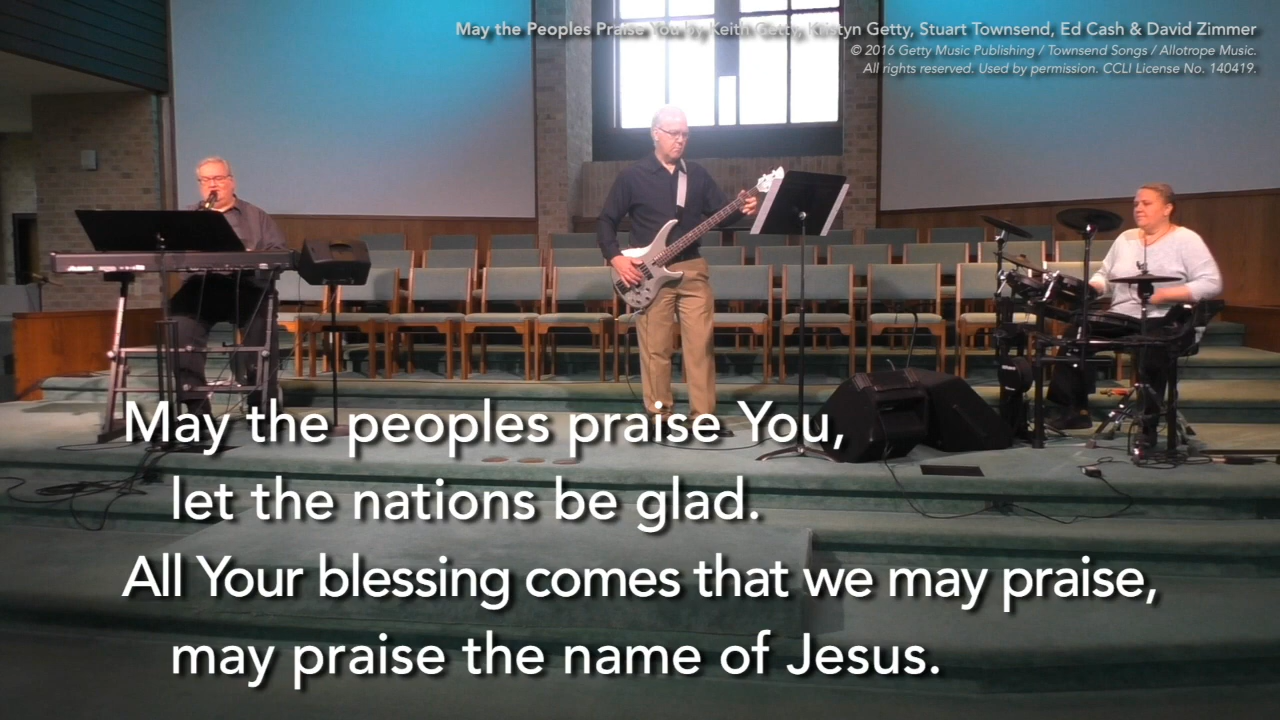 May the Peoples Praise You by Keith Getty, Kristyn Getty, Stuart Townsend, Ed Cash & David Zimmer
© 2016 Getty Music Publishing / Townsend Songs / Allotrope Music.
All rights reserved. Used by permission. CCLI License No. 140419.
May the peoples praise You,
let the nations be glad.
All Your blessing comes that we may praise,
may praise the name of Jesus.